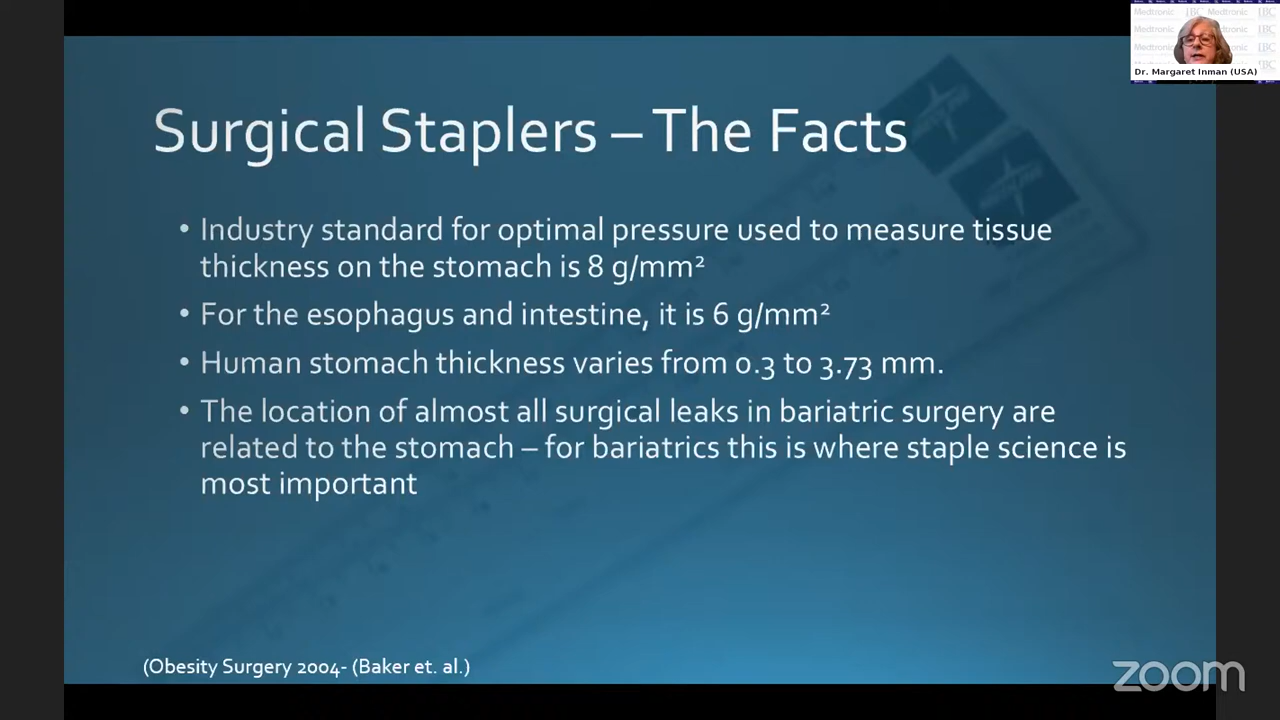 Medtronic IBC Medtronic
Medtronic IBC
Medtronic IBC
Dr. Margaret Inman (USA)
Surgical Staplers – The Facts
• Industry standard for optimal pressure used to measure tissue
thickness on the stomach is 8 g/mm²
• For the esophagus and intestine, it is 6 g/mm²
• Human stomach thickness varies from 0.3 to 3.73 mm.
• The location of almost all surgical leaks in bariatric surgery are
related to the stomach – for bariatrics this is where staple science is
most important
(Obesity Surgery 2004- (Baker et. al.)
zoom